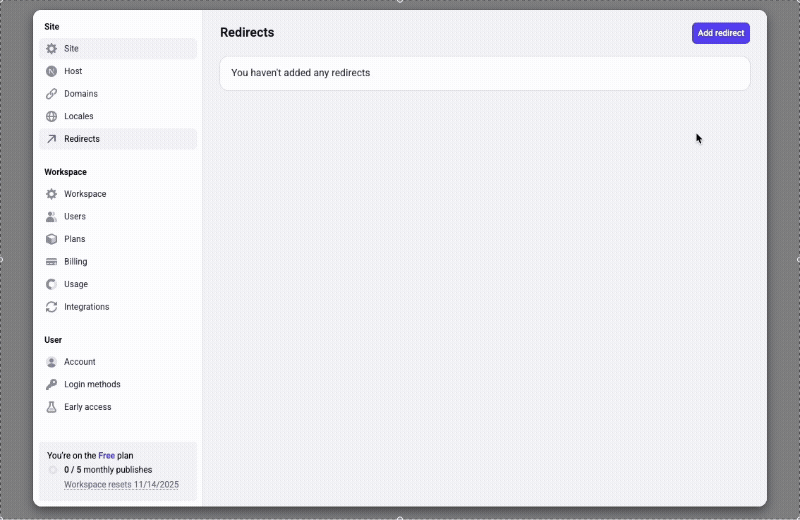 Site
Site
Host
Domains
Locales
Redirects
Workspace
Workspace
Users
Plans
Billing
Usage
Integrations
User
Account
Login methods
Early access
You're on the Free plan
0 / 5 monthly publishes
Workspace resets 11/14/2025
Redirects
Add redirect
You haven't added any redirects